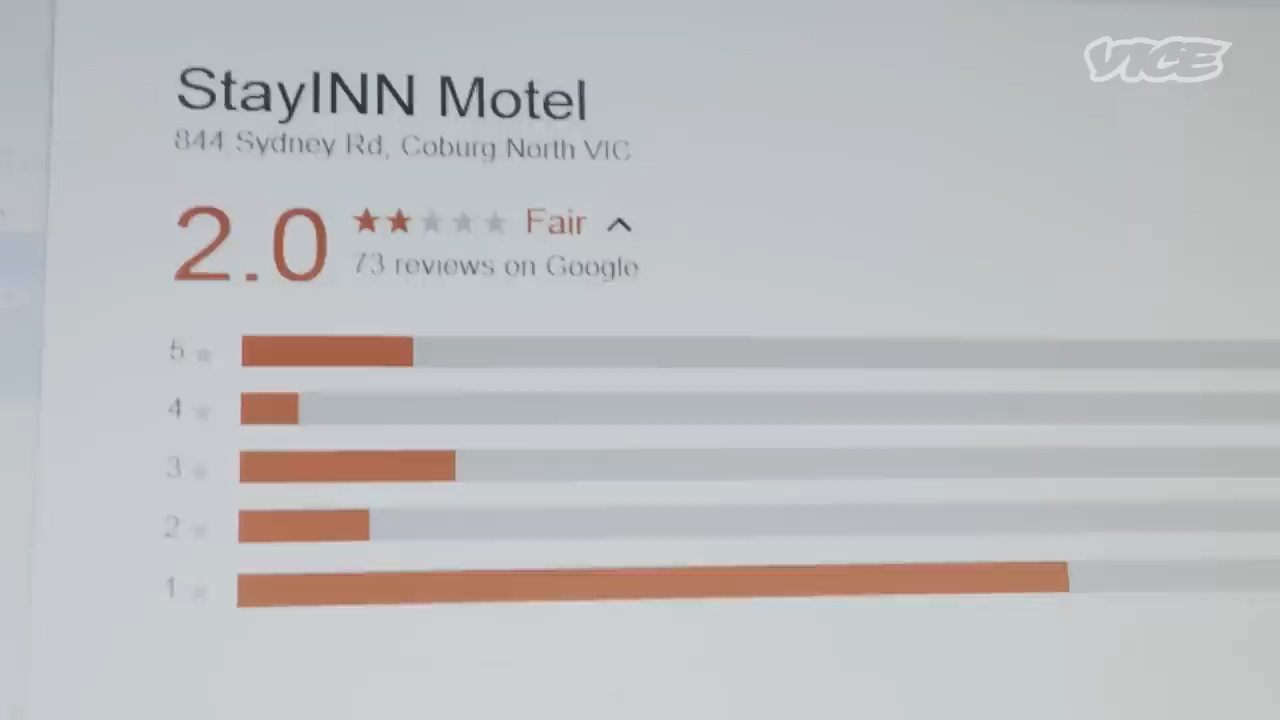 VICE
StayINN Motel
844 Sydney Rd, Coburg North VIC
2.0
Fair
73 reviews on Google
5
4
3
2
1